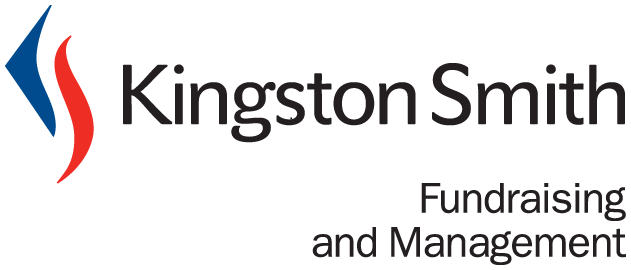 Kingston Smith
Fundraising
and Management